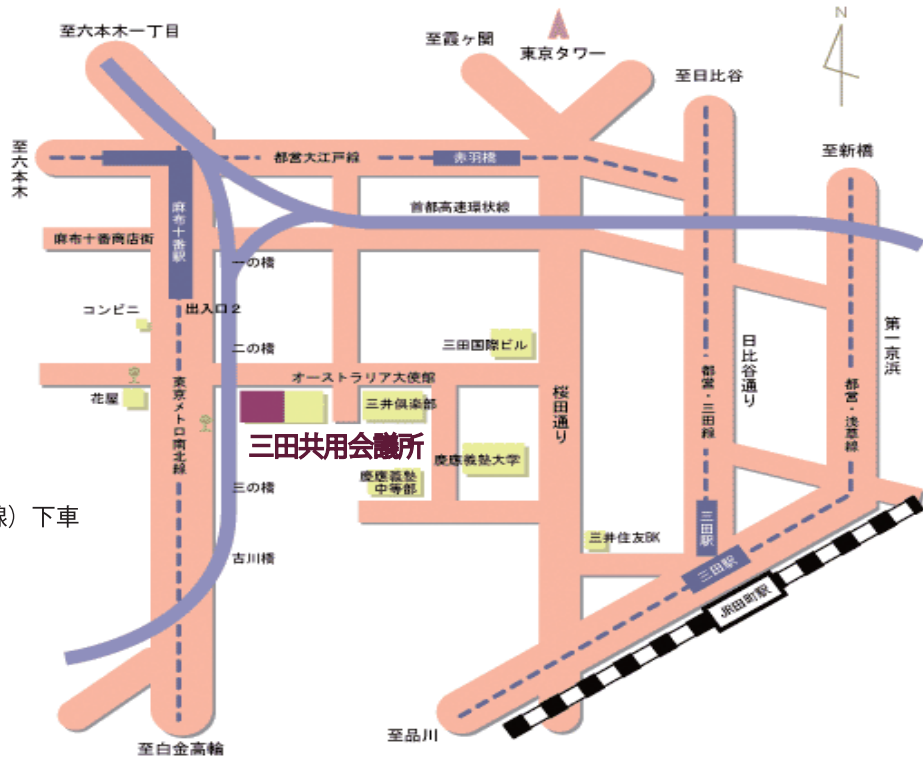 至六本木一丁目
至霞ヶ関
東京タワー
N
至日比谷
至六本木
都営大江戸線
赤羽橋
至新橋
麻布十番駅
首都高速環状線
麻布十番商店街
一の橋
コンビニ
出入口2
二の橋
三田国際ビル
第一京浜
日比谷通り
東京メトロ南北線
オーストラリア大使館
都営・三田線
都営・浅草線
花屋
三井倶楽部
桜田通り
三田共用会議所
慶應義塾大学
慶應義塾
中等部
三の橋
線）下車
三田駅
三井住友BK
古川橋
三田駅
JR田町駅
至品川
至白金高輪